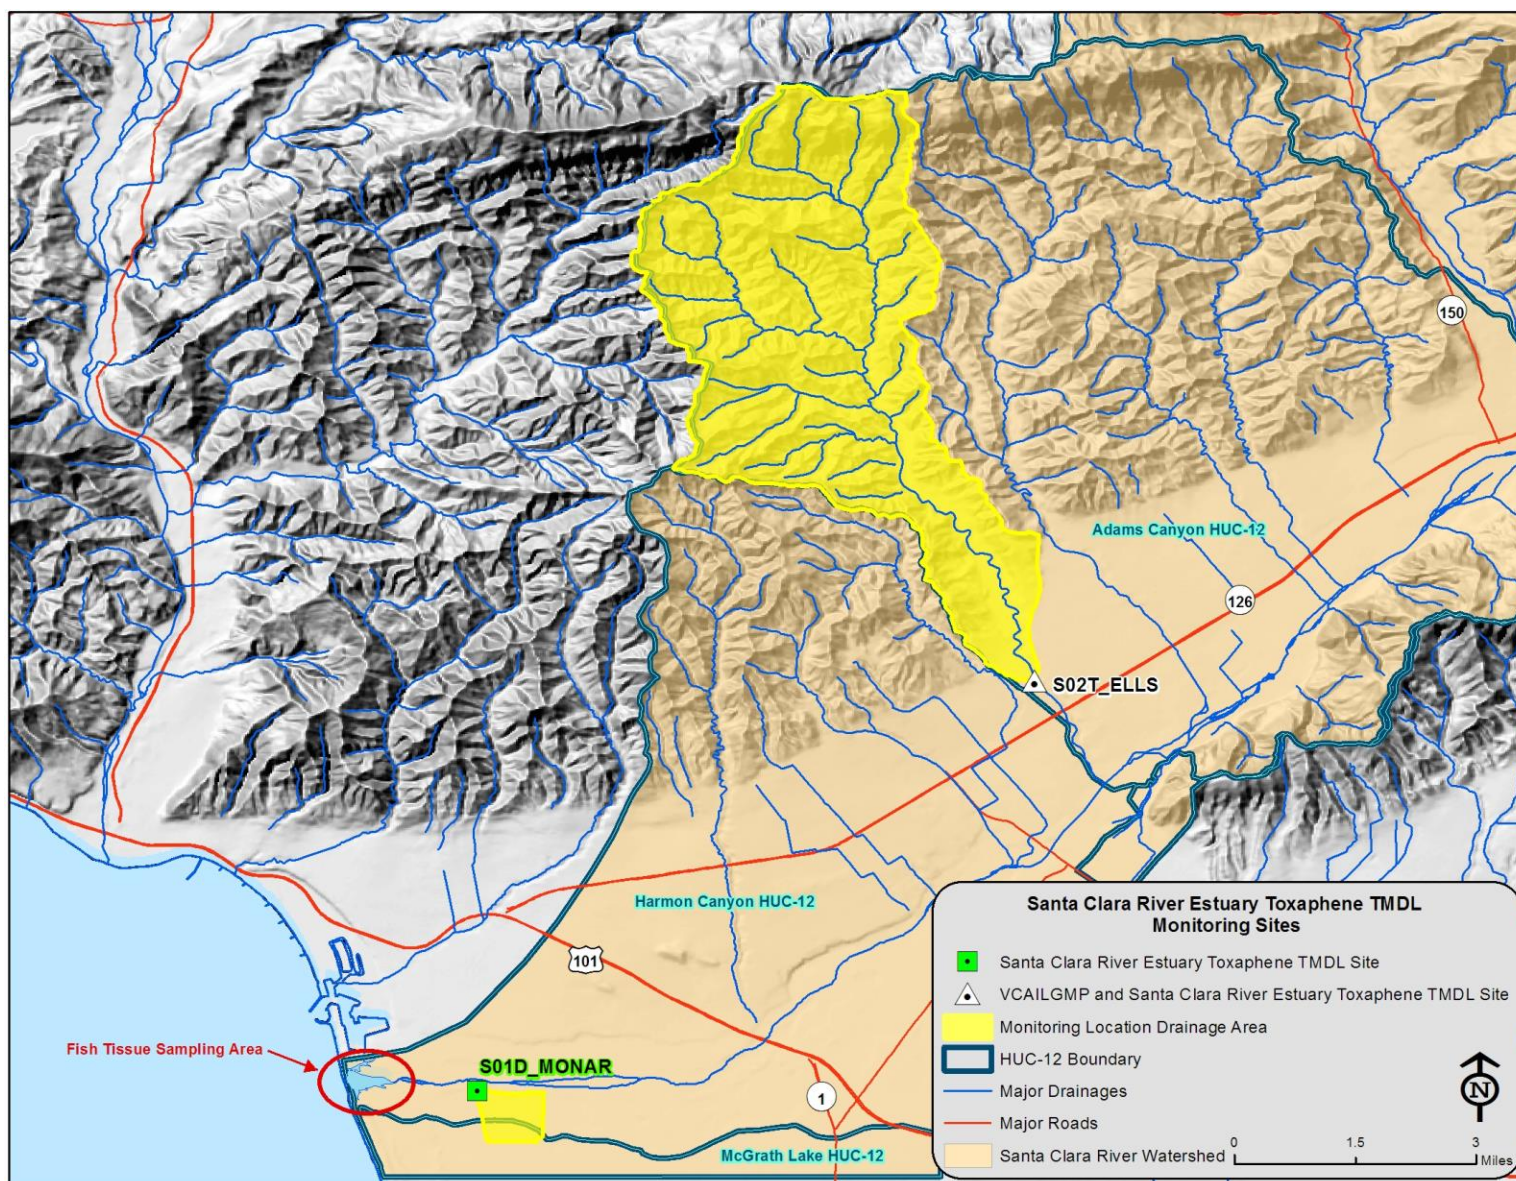 150
Adams Canyon HUC-12
126
S02T_ELLS
Harmon Canyon HUC-12
101
Fish Tissue Sampling Area
S01D_MONAR
1
McGrath Lake HUC-12
Santa Clara River Estuary Toxaphene TMDL
Monitoring Sites
Santa Clara River Estuary Toxaphene TMDL Site
VCAILGMP and Santa Clara River Estuary Toxaphene TMDL Site
Monitoring Location Drainage Area
HUC-12 Boundary
Major Drainages
Major Roads
Santa Clara River Watershed
N
0 1.5 3
Miles